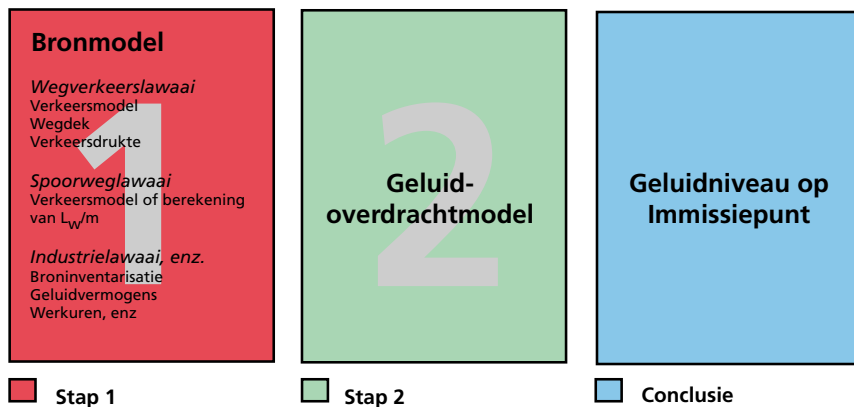 Bronmodel
Wegverkeerslawaai
Verkeersmodel
Wegdek
Verkeersdrukte
Spoorweglawaai
Verkeersmodel of berekening
van LW/m
Industrielawaai, enz.
Broninventarisatie
Geluidvermogens
Werkuren, enz
1
Geluid-
overdrachtmodel
2
Geluidniveau op
Immissiepunt
Stap 1
Stap 2
Conclusie